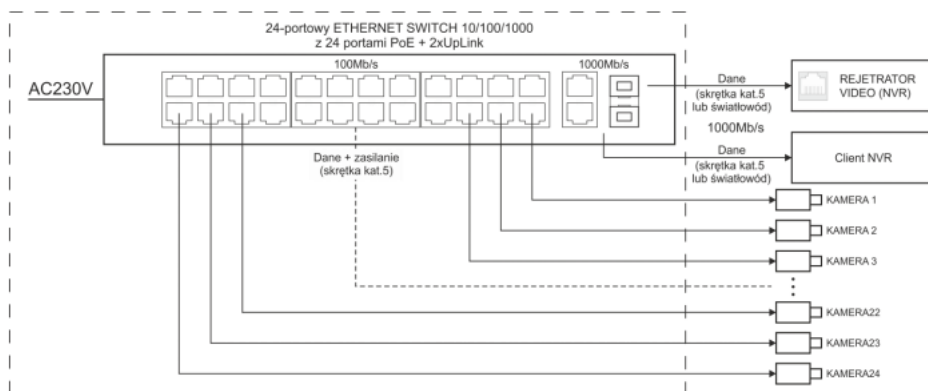 24-portowy ETHERNET SWITCH 10/100/1000
z 24 portami PoE + 2xUpLink
100Mb/s
1000Mb/s
AC230V
Dane
(skrętka kat.5
lub światłowód)
REJETRATOR
VIDEO (NVR)
1000Mb/s
Dane
(skrętka kat.5
lub światłowód)
Client NVR
Dane + zasilanie
(skrętka kat.5)
KAMERA 1
KAMERA 2
KAMERA 3
KAMERA22
KAMERA23
KAMERA24